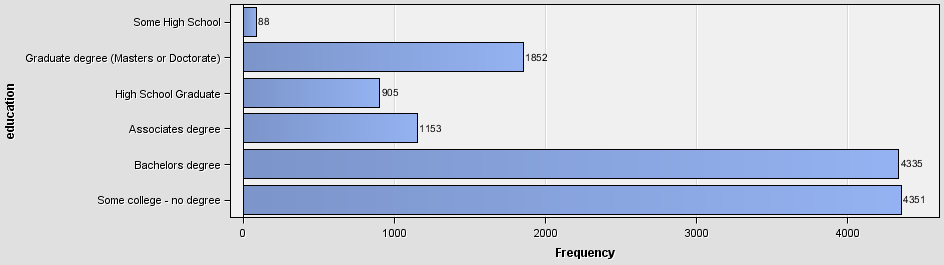 education
Some High School 88
Graduate degree (Masters or Doctorate) 1852
High School Graduate 905
Associates degree 1153
Bachelors degree 4335
Some college - no degree 4351
0 1000 2000 3000 4000
Frequency